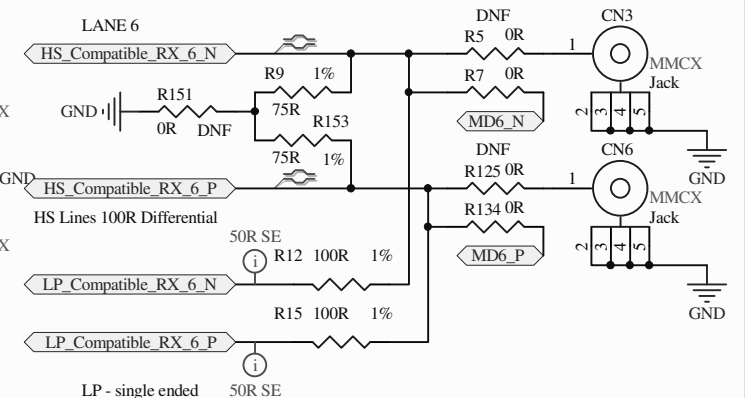 LANE 6
DNF
CN3
HS_Compatible_RX_6_N
R5 0R
1
MMCX
Jack
R9 1%
R7 0R
75R
MD6_N
2 3 4 5
X
GND
R151
0R DNF
R153
75R 1%
GND
DNF
CN6
GND
HS_Compatible_RX_6_P
R125 0R
1
MMCX
Jack
HS Lines 100R Differential
R134 0R
MD6_P
2 3 4 5
X
50R SE
i
R12 100R 1%
LP_Compatible_RX_6_N
GND
R15 100R 1%
LP_Compatible_RX_6_P
i
LP - single ended
50R SE